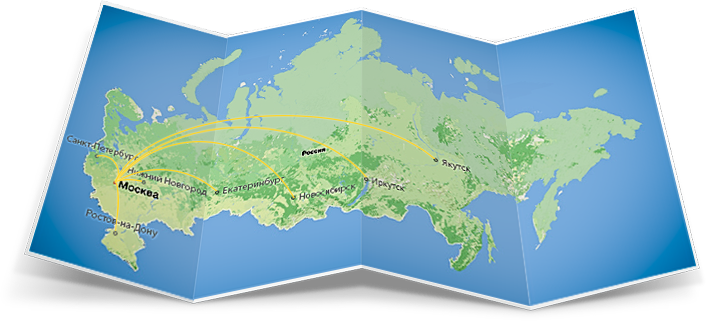 Санкт-Петербург
Россия
Якутск
Нижний Новгород
Екатеринбург
Иркутск
Москва
Новосибирск
Ростов-на-Дону